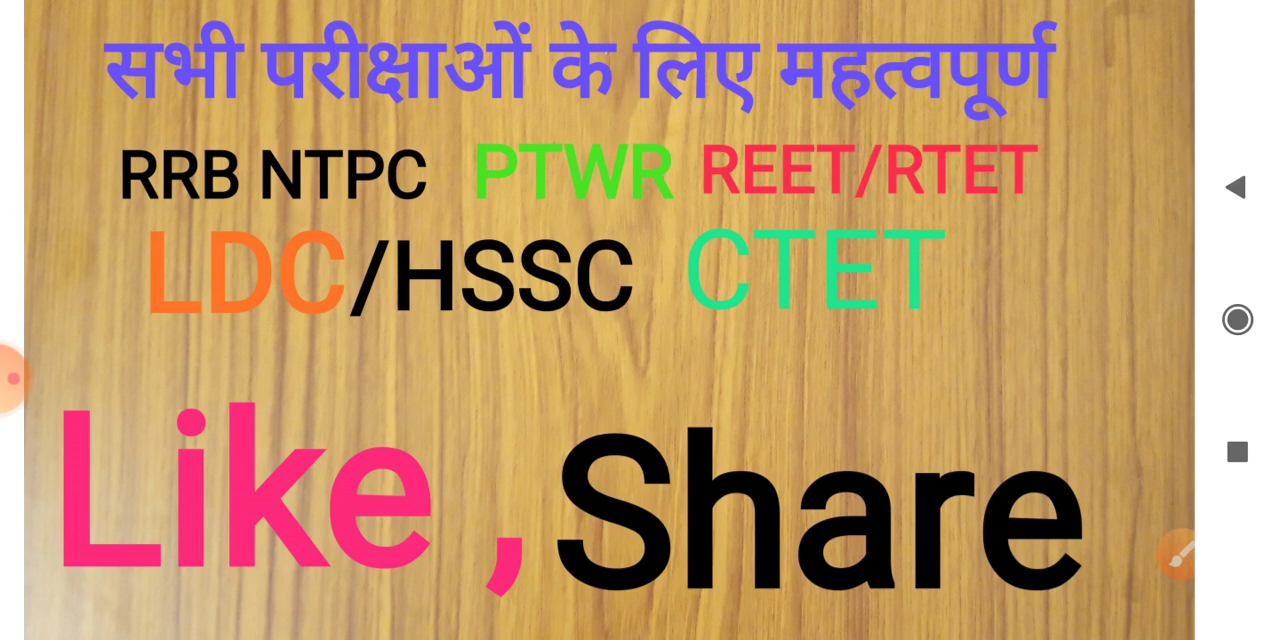 सभी परीक्षाओं के लिए महत्वपूर्ण
RRB NTPC PTWR REET/RTET
LDC/HSSC CTET
Like , Share